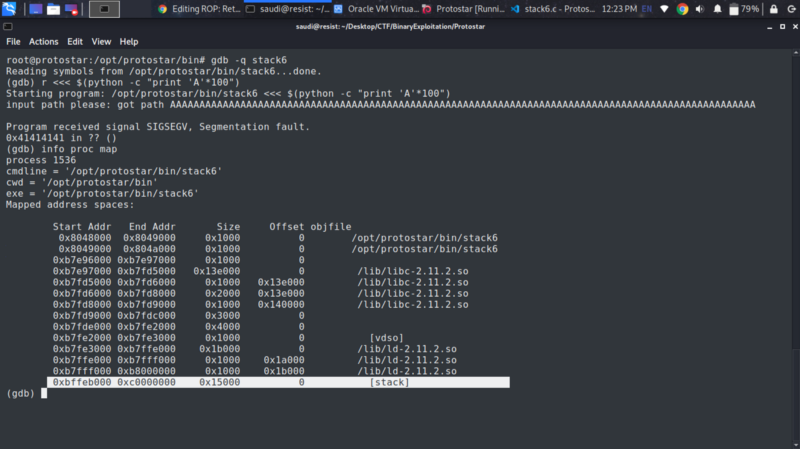 Editing ROP: Ret... saudi@resist: ~/... Oracle VM Virtua... Protostar [Runni... stack6.c - Protos... 12:23 PM EN 79%
saudi@resist: ~/Desktop/CTF/BinaryExploitation/Protostar
File Actions Edit View Help
root@protostar:/opt/protostar/bin# gdb -q stack6
Reading symbols from /opt/protostar/bin/stack6...done.
(gdb) r <<< $(python -c "print 'A'*100")
Starting program: /opt/protostar/bin/stack6 <<< $(python -c "print 'A'*100")
input path please: got path AAAAAAAAAAAAAAAAAAAAAAAAAAAAAAAAAAAAAAAAAAAAAAAAAAAAAAAAAAAAAAAAAAAAAAAAAAAAAAAAAAAAAAAAAAAAAAAAAAAA
Program received signal SIGSEGV, Segmentation fault.
0x41414141 in ?? ()
(gdb) info proc map
process 1536
cmdline = '/opt/protostar/bin/stack6'
cwd = '/opt/protostar/bin'
exe = '/opt/protostar/bin/stack6'
Mapped address spaces:
Start Addr End Addr Size Offset objfile
0x8048000 0x8049000 0x1000 0 /opt/protostar/bin/stack6
0x8049000 0x804a000 0x1000 0 /opt/protostar/bin/stack6
0xb7e96000 0xb7e97000 0x1000 0
0xb7e97000 0xb7fd5000 0x13e000 0 /lib/libc-2.11.2.so
0xb7fd5000 0xb7fd6000 0x1000 0x13e000 /lib/libc-2.11.2.so
0xb7fd6000 0xb7fd8000 0x2000 0x13e000 /lib/libc-2.11.2.so
0xb7fd8000 0xb7fd9000 0x1000 0x140000 /lib/libc-2.11.2.so
0xb7fd9000 0xb7fdc000 0x3000 0
0xb7fde000 0xb7fe2000 0x4000 0
0xb7fe2000 0xb7fe3000 0x1000 0 [vdso]
0xb7fe3000 0xb7ffe000 0x1b000 0 /lib/ld-2.11.2.so
0xb7ffe000 0xb7fff000 0x1000 0x1a000 /lib/ld-2.11.2.so
0xb7fff000 0xb8000000 0x1000 0x1b000 /lib/ld-2.11.2.so
0xbffeb000 0xc0000000 0x15000 0 [stack]
(gdb)